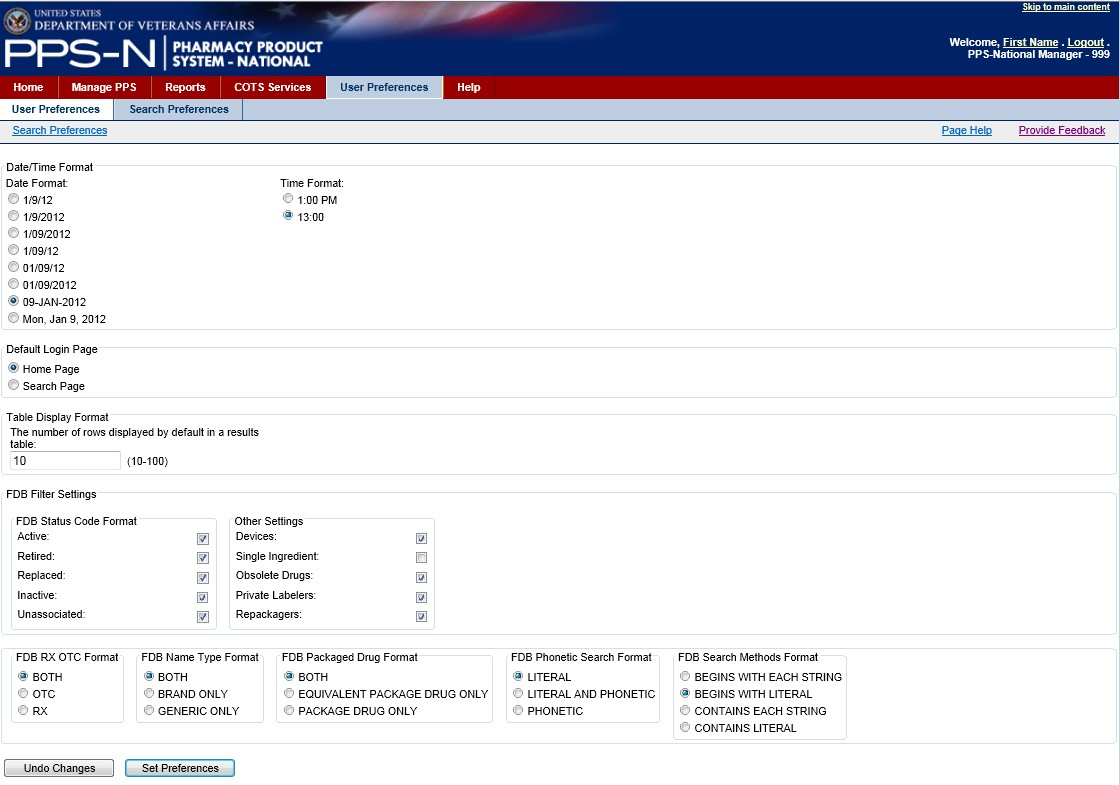 Skip to main content
UNITED STATES
DEPARTMENT OF VETERANS AFFAIRS
PPS-N PHARMACY PRODUCT
SYSTEM - NATIONAL
Welcome, First Name . Logout .
PPS-National Manager - 999
Home Manage PPS Reports COTS Services User Preferences Help
User Preferences Search Preferences
Search Preferences Page Help Provide Feedback
Date/Time Format
Date Format: Time Format:
1/9/12 1:00 PM
1/9/2012 13:00
1/09/2012
1/09/12
01/09/12
01/09/2012
09-JAN-2012
Mon, Jan 9, 2012
Default Login Page
Home Page
Search Page
Table Display Format
The number of rows displayed by default in a results
table:
10 (10-100)
FDB Filter Settings
FDB Status Code Format Other Settings
Active: Devices:
Retired: Single Ingredient:
Replaced: Obsolete Drugs:
Inactive: Private Labelers:
Unassociated: Repackagers:
FDB RX OTC Format FDB Name Type Format FDB Packaged Drug Format FDB Phonetic Search Format FDB Search Methods Format
BOTH BOTH BOTH LITERAL BEGINS WITH EACH STRING
OTC BRAND ONLY EQUIVALENT PACKAGE DRUG ONLY LITERAL AND PHONETIC BEGINS WITH LITERAL
RX GENERIC ONLY PACKAGE DRUG ONLY PHONETIC CONTAINS EACH STRING
CONTAINS LITERAL
Undo Changes Set Preferences